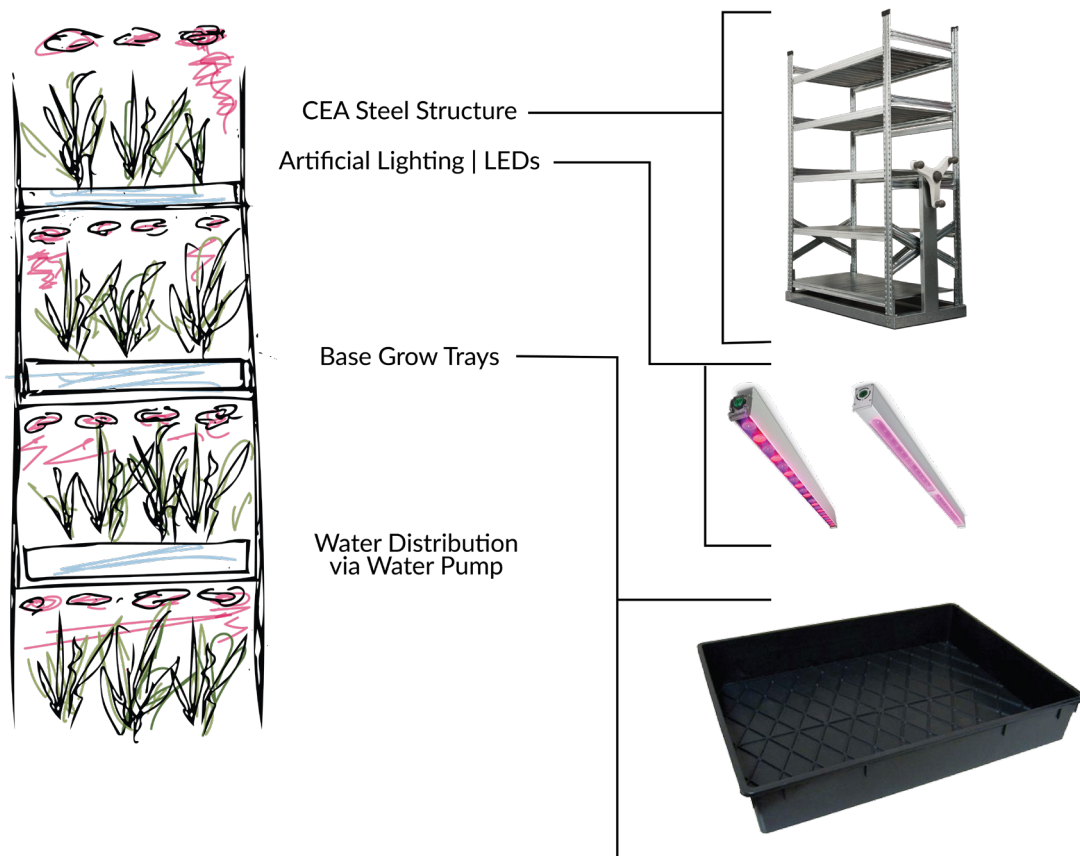 CEA Steel Structure
Artificial Lighting | LEDs
Base Grow Trays
Water Distribution
via Water Pump